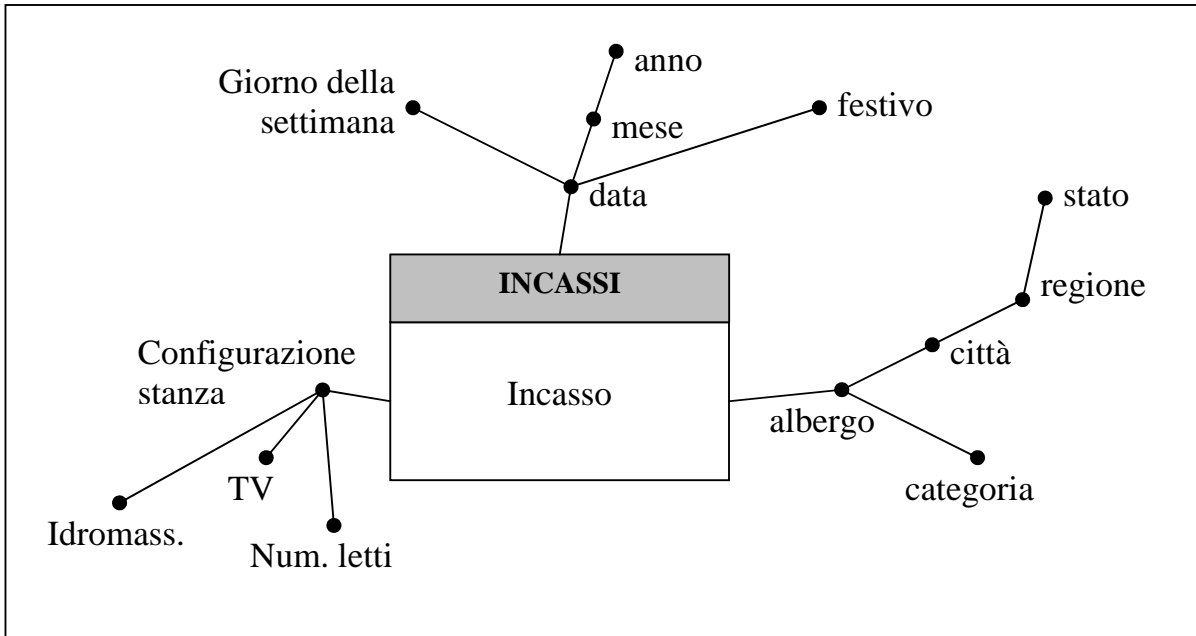 anno
Giorno della
settimana
festivo
mese
data
stato
INCASSI
regione
Configurazione
stanza
città
Incasso
albergo
TV
categoria
Idromass.
Num. letti